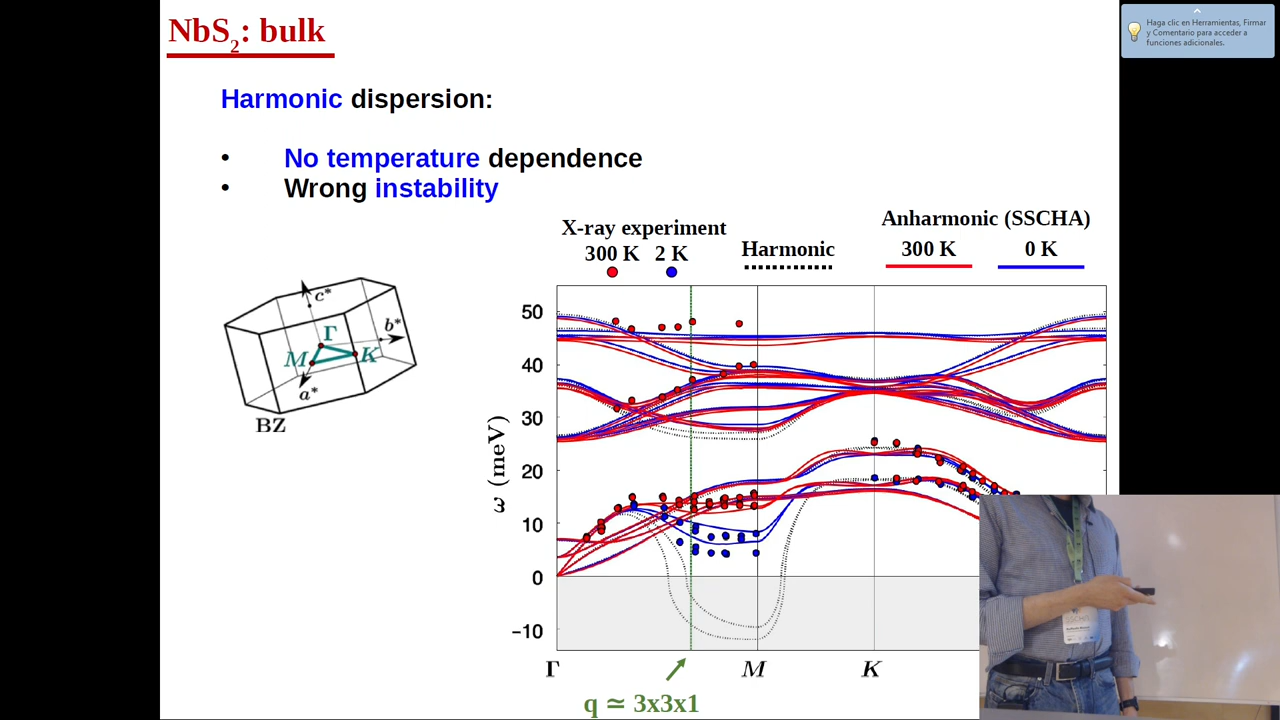 NbS2: bulk
Haga clic en Herramientas, Firmar
y Comentario para acceder a
funciones adicionales.
Harmonic dispersion:
• No temperature dependence
• Wrong instability
X-ray experiment
300 K 2 K
Harmonic
Anharmonic (SSCHA)
300 K 0 K
c*
b*
Γ
M
K
a*
BZ
ω (meV)
50
40
30
20
10
0
−10
Γ M K
q ≃ 3x3x1
SSCHA